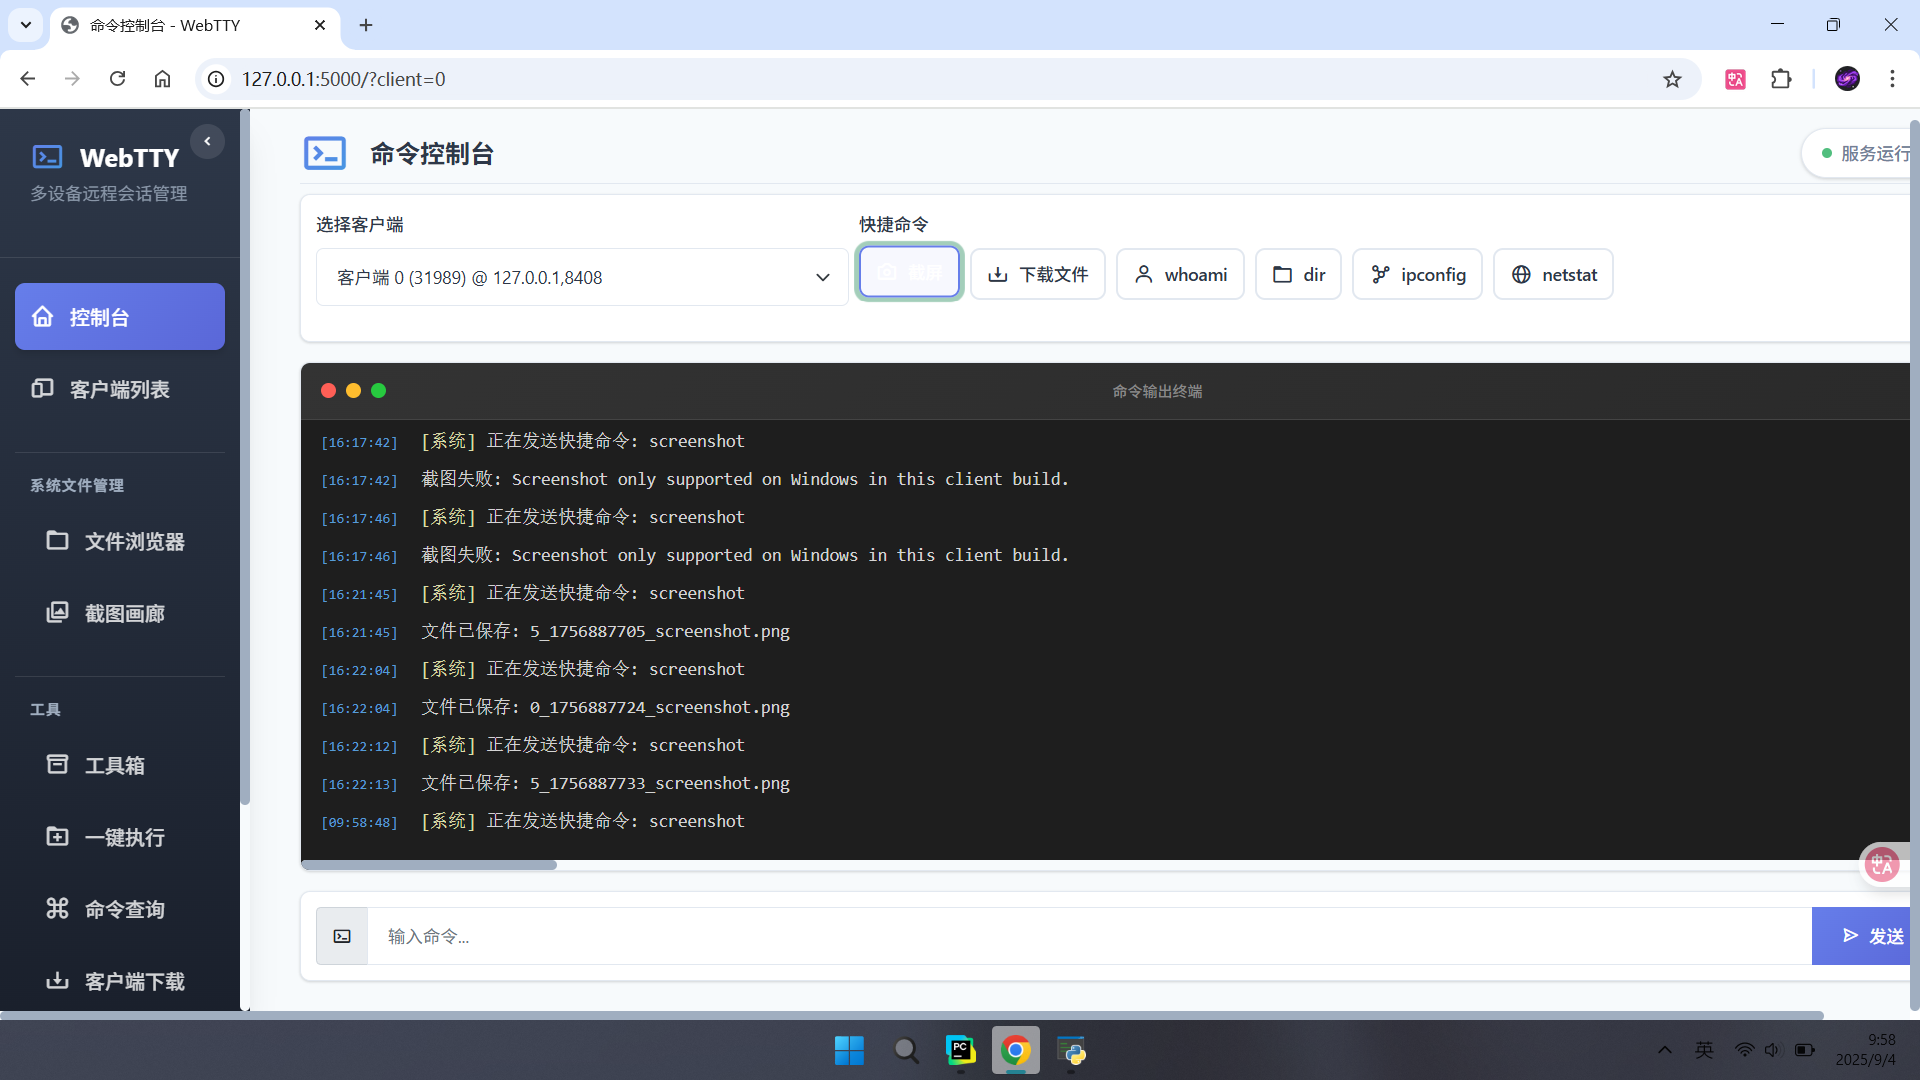 命令控制台 - WebTTY
127.0.0.1:5000/?client=0
WebTTY
多设备远程会话管理
控制台
客户端列表
系统文件管理
文件浏览器
截图画廊
工具
工具箱
一键执行
命令查询
客户端下载
命令控制台
服务运行
选择客户端
快捷命令
客户端 0 (31989) @ 127.0.0.1,8408
下载文件
whoami
dir
ipconfig
netstat
命令输出终端
[16:17:42] [系统] 正在发送快捷命令: screenshot
[16:17:42] 截图失败: Screenshot only supported on Windows in this client build.
[16:17:46] [系统] 正在发送快捷命令: screenshot
[16:17:46] 截图失败: Screenshot only supported on Windows in this client build.
[16:21:45] [系统] 正在发送快捷命令: screenshot
[16:21:45] 文件已保存: 5_1756887705_screenshot.png
[16:22:04] [系统] 正在发送快捷命令: screenshot
[16:22:04] 文件已保存: 0_1756887724_screenshot.png
[16:22:12] [系统] 正在发送快捷命令: screenshot
[16:22:13] 文件已保存: 5_1756887733_screenshot.png
[09:58:48] [系统] 正在发送快捷命令: screenshot
输入命令...
发送
英
9:58
2025/9/4